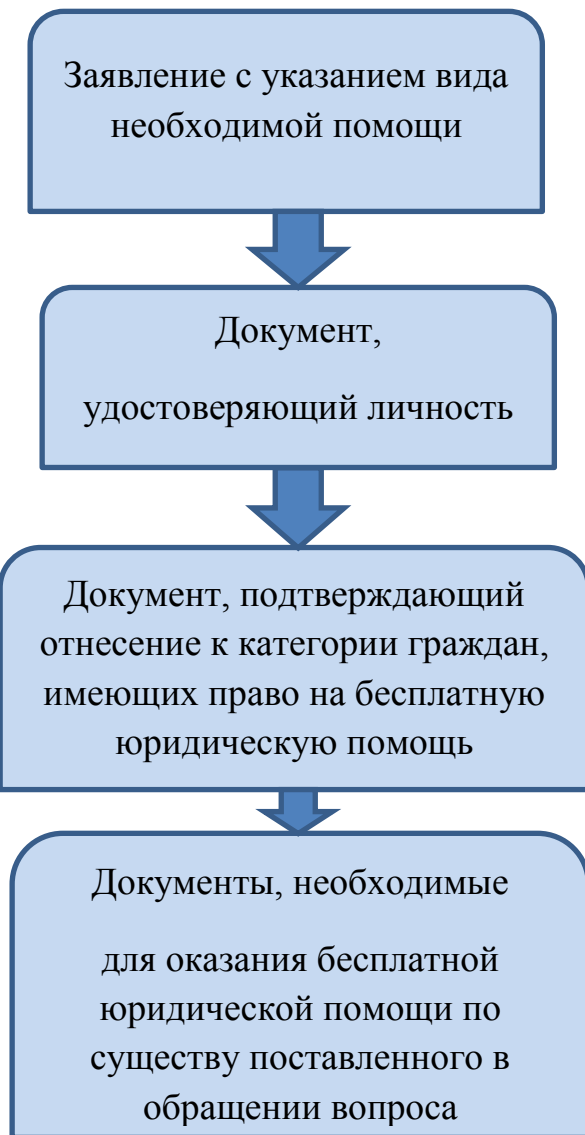 Заявление с указанием вида
необходимой помощи
Документ,
удостоверяющий личность
Документ, подтверждающий
отнесение к категории граждан,
имеющих право на бесплатную
юридическую помощь
Документы, необходимые
для оказания бесплатной
юридической помощи по
существу поставленного в
обращении вопроса